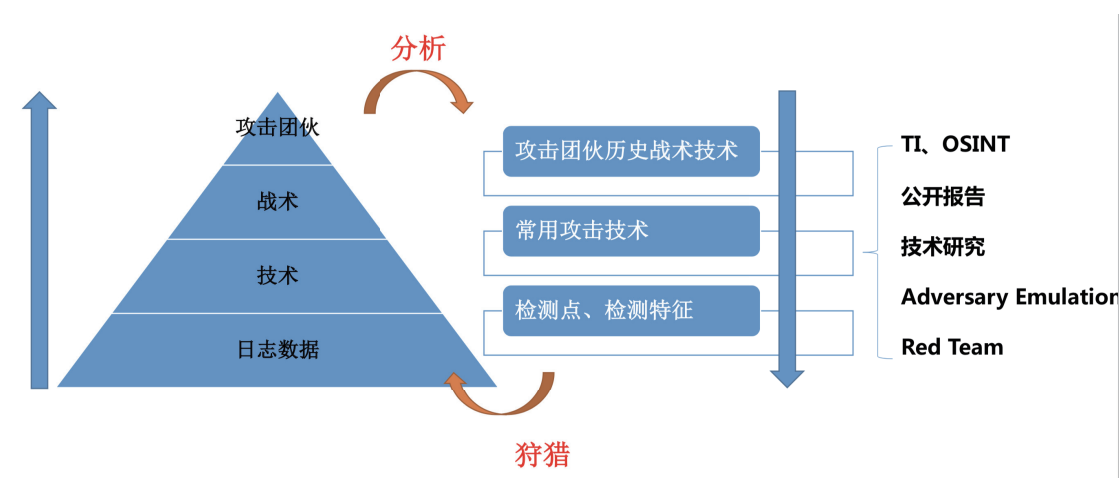 分析
攻击团伙
战术
技术
日志数据
攻击团伙历史战术技术
常用攻击技术
检测点、检测特征
狩猎
TI、OSINT
公开报告
技术研究
Adversary Emulation
Red Team